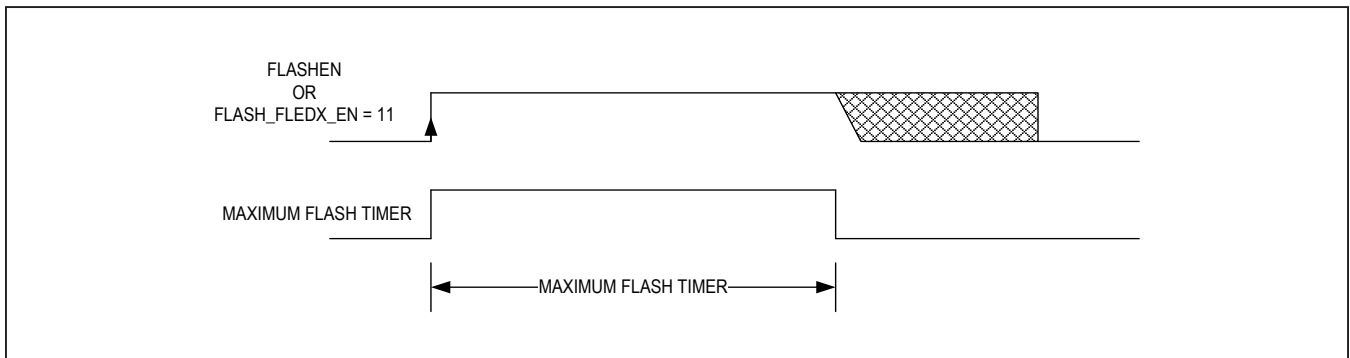 FLASHEN
OR
FLASH_FLEDX_EN = 11
MAXIMUM FLASH TIMER
MAXIMUM FLASH TIMER